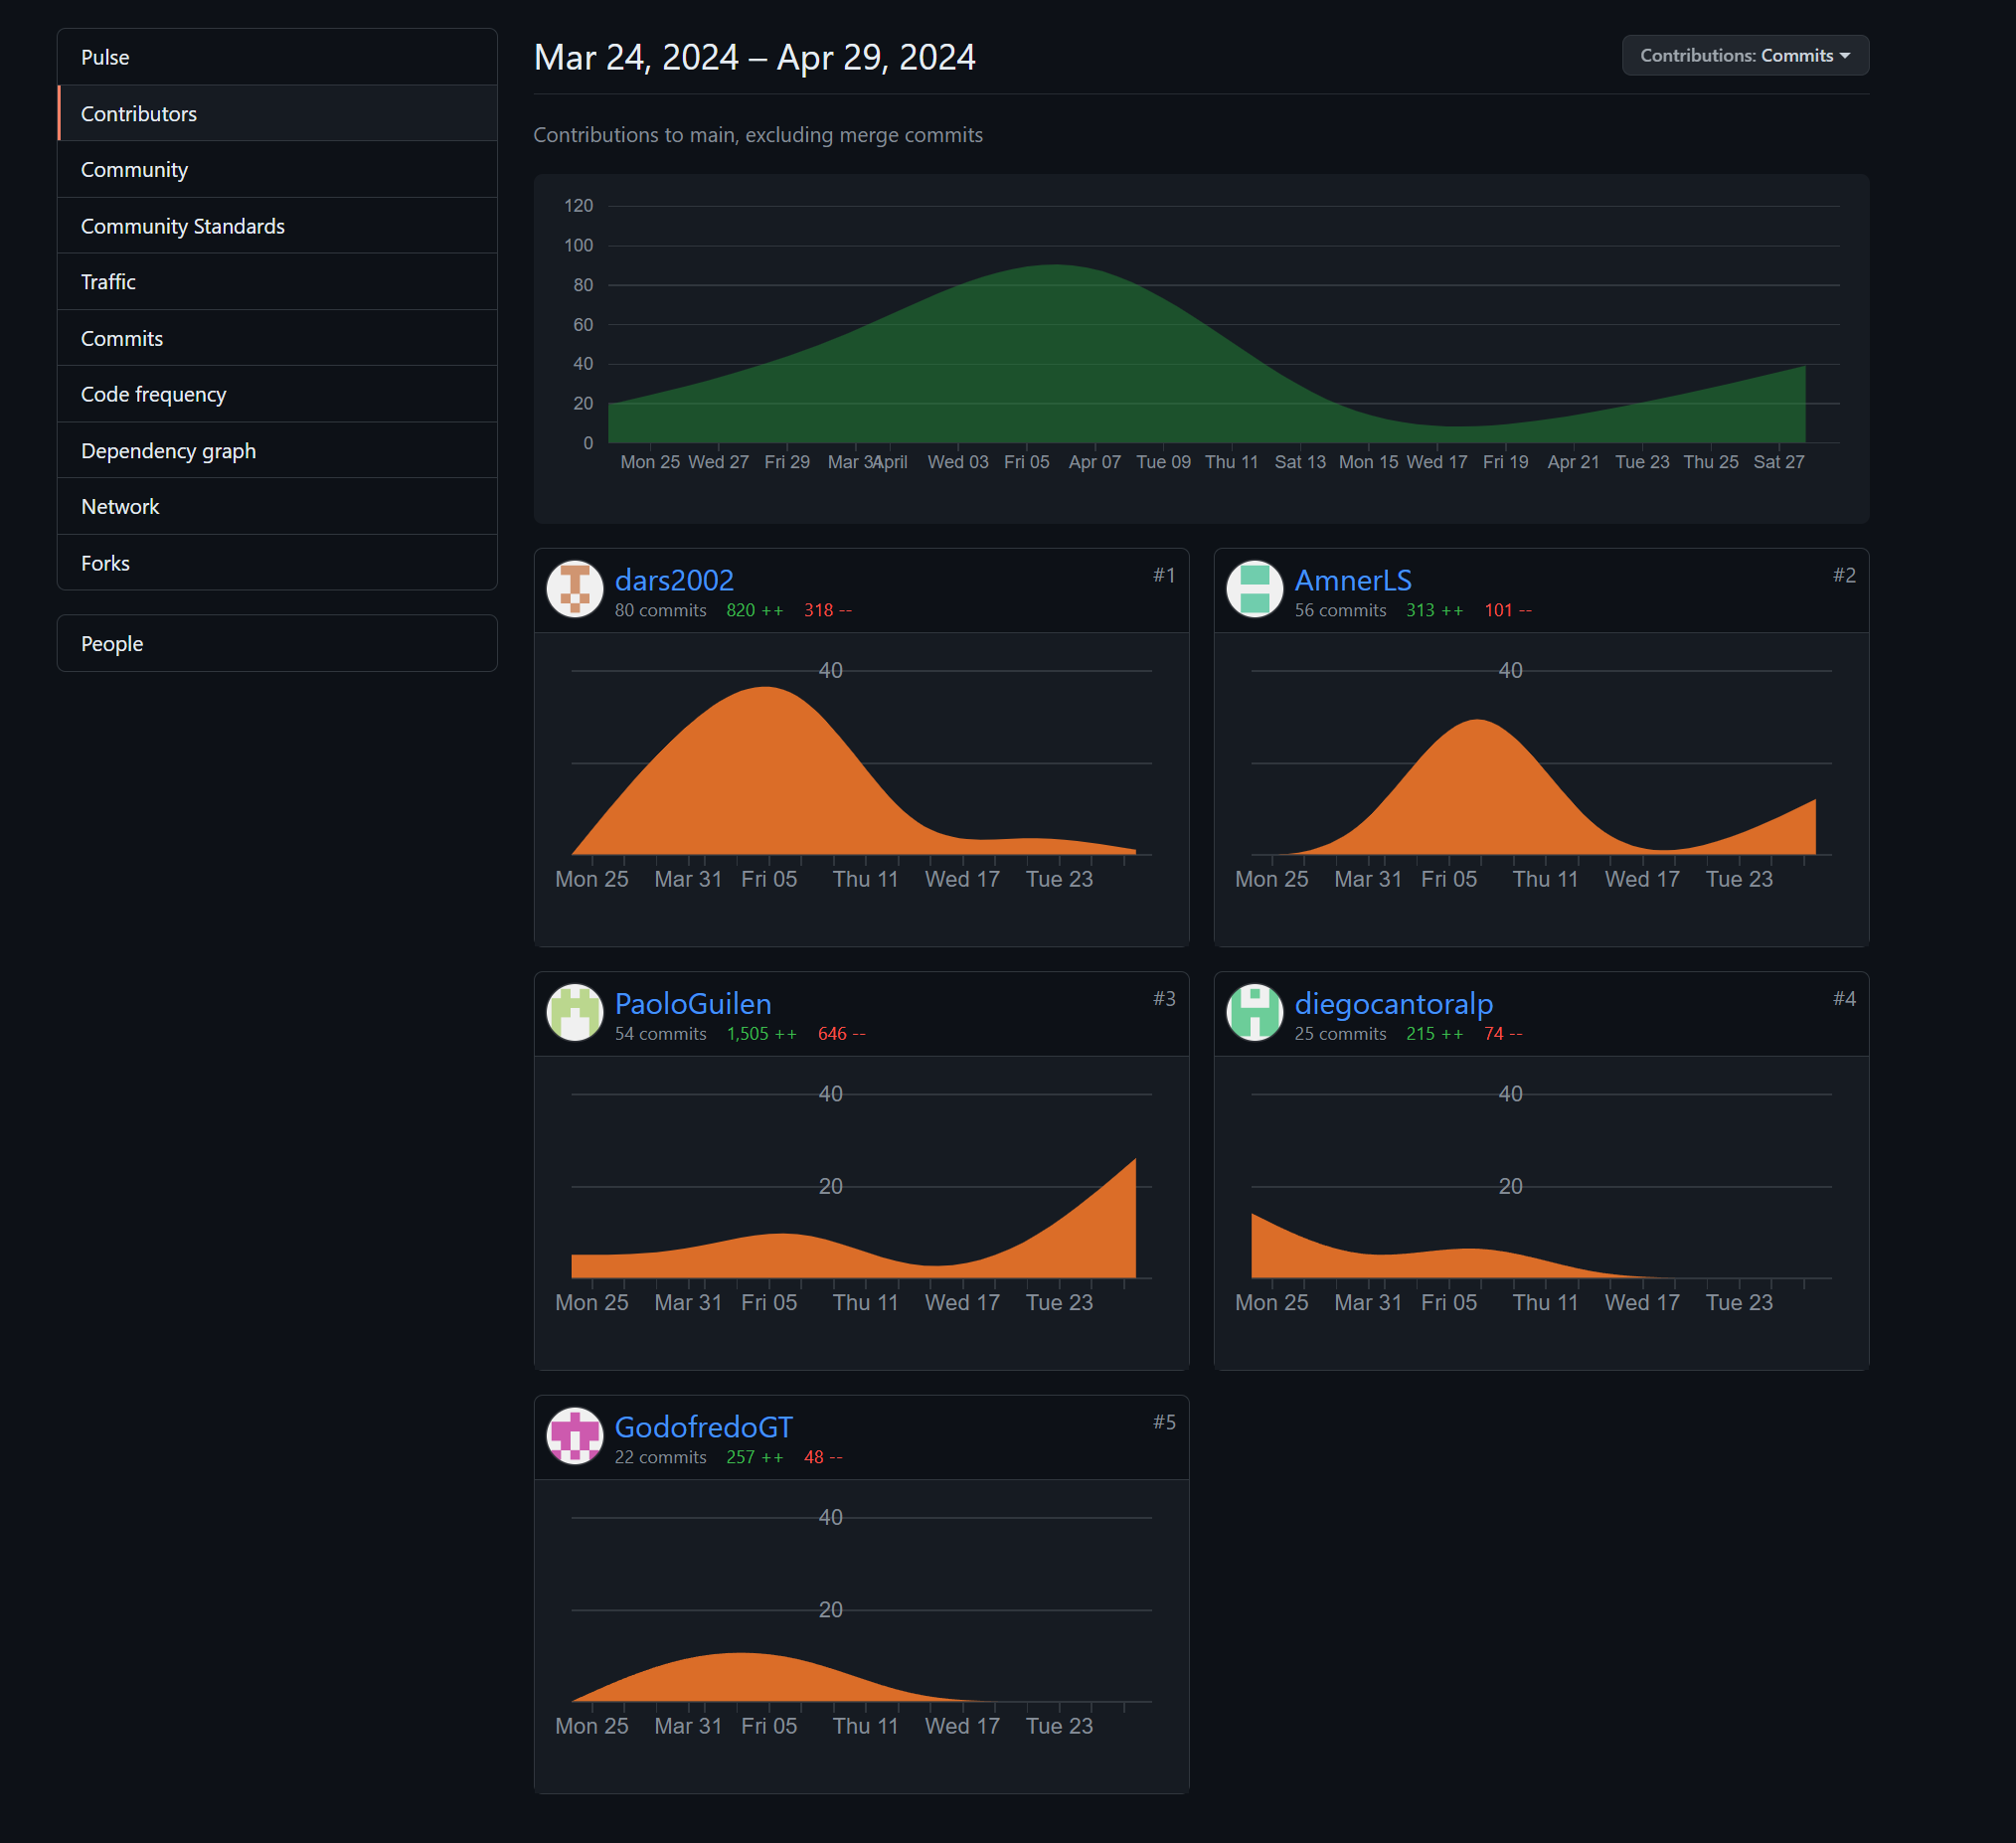 Pulse
Contributors
Community
Community Standards
Traffic
Commits
Code frequency
Dependency graph
Network
Forks
People
Mar 24, 2024 – Apr 29, 2024
Contributions: Commits
Contributions to main, excluding merge commits
120
100
80
60
40
20
0
Mon 25 Wed 27 Fri 29 Mar 31 April Wed 03 Fri 05 Apr 07 Tue 09 Thu 11 Sat 13 Mon 15 Wed 17 Fri 19 Apr 21 Tue 23 Thu 25 Sat 27
dars2002 #1
80 commits 820 ++ 318 --
40
Mon 25 Mar 31 Fri 05 Thu 11 Wed 17 Tue 23
AmnerLS #2
56 commits 313 ++ 101 --
40
Mon 25 Mar 31 Fri 05 Thu 11 Wed 17 Tue 23
PaoloGuilen #3
54 commits 1,505 ++ 646 --
40
20
Mon 25 Mar 31 Fri 05 Thu 11 Wed 17 Tue 23
diegocantoralp #4
25 commits 215 ++ 74 --
40
20
Mon 25 Mar 31 Fri 05 Thu 11 Wed 17 Tue 23
GodofredoGT #5
22 commits 257 ++ 48 --
40
20
Mon 25 Mar 31 Fri 05 Thu 11 Wed 17 Tue 23